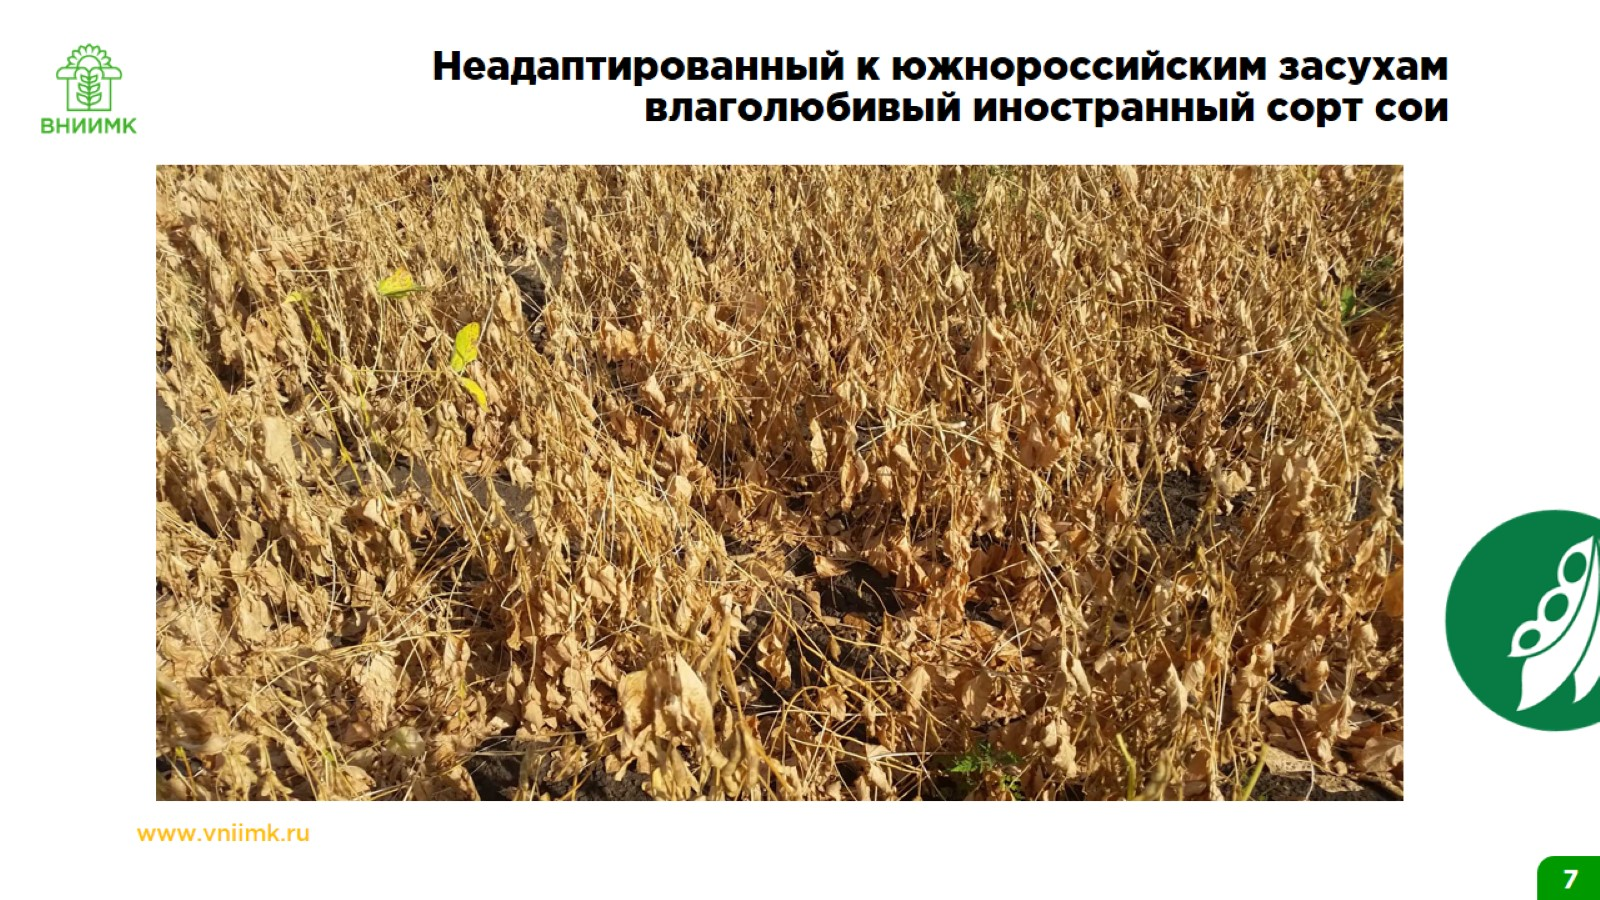 Неадаптированный к южнороссийским засухам
влаголюбивый иностранный сорт сои
ВНИИМК
www.vniimk.ru
7